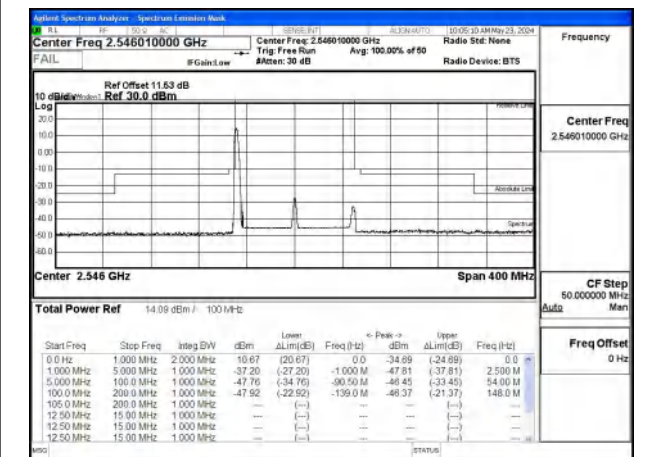 Agilent Spectrum Analyzer - Spectrum Emission Mask
RL RF 50 Ω AC SENSE:INT ALIGN AUTO 10:05:10 AM May 23, 2024
Center Freq 2.546010000 GHz Center Freq: 2.546010000 GHz Radio Std: None Frequency
Trig: Free Run Avg: 100.00% of 50
FAIL IFGain:Low #Atten: 30 dB Radio Device: BTS
Ref Offset 11.53 dB
10 dB/div Ref 30.0 dBm
Log
20.0
10.0
0.00
-10.0
-20.0
-30.0
-40.0
-50.0
-60.0
Relative Limit
Absolute Limit
Spectrum
Center Freq
2.546010000 GHz
Center 2.546 GHz Span 400 MHz
CF Step
50.000000 MHz
Auto Man
Total Power Ref 14.09 dBm / 100 MHz
Freq Offset
0 Hz
Lower <- Peak -> Upper
Start Freq Stop Freq Integ BW dBm ΔLim(dB) Freq (Hz) dBm ΔLim(dB) Freq (Hz)
0.0 Hz 1.000 MHz 2.000 MHz 10.67 (20.67) 0.0 -34.69 (-24.69) 0.0
1.000 MHz 5.000 MHz 1.000 MHz -37.20 (-27.20) -1.000 M -47.81 (-37.81) 2.500 M
5.000 MHz 100.0 MHz 1.000 MHz -47.76 (-34.76) -90.50 M -46.45 (-33.45) 54.00 M
100.0 MHz 200.0 MHz 1.000 MHz -47.92 (-22.92) -139.0 M -46.37 (-21.37) 148.0 M
105.0 MHz 200.0 MHz 1.000 MHz --- (---) --- --- (---) ---
12.50 MHz 15.00 MHz 1.000 MHz --- (---) --- --- (---) ---
12.50 MHz 15.00 MHz 1.000 MHz --- (---) --- --- (---) ---
12.50 MHz 15.00 MHz 1.000 MHz --- (---) --- --- (---) ---
MSG STATUS